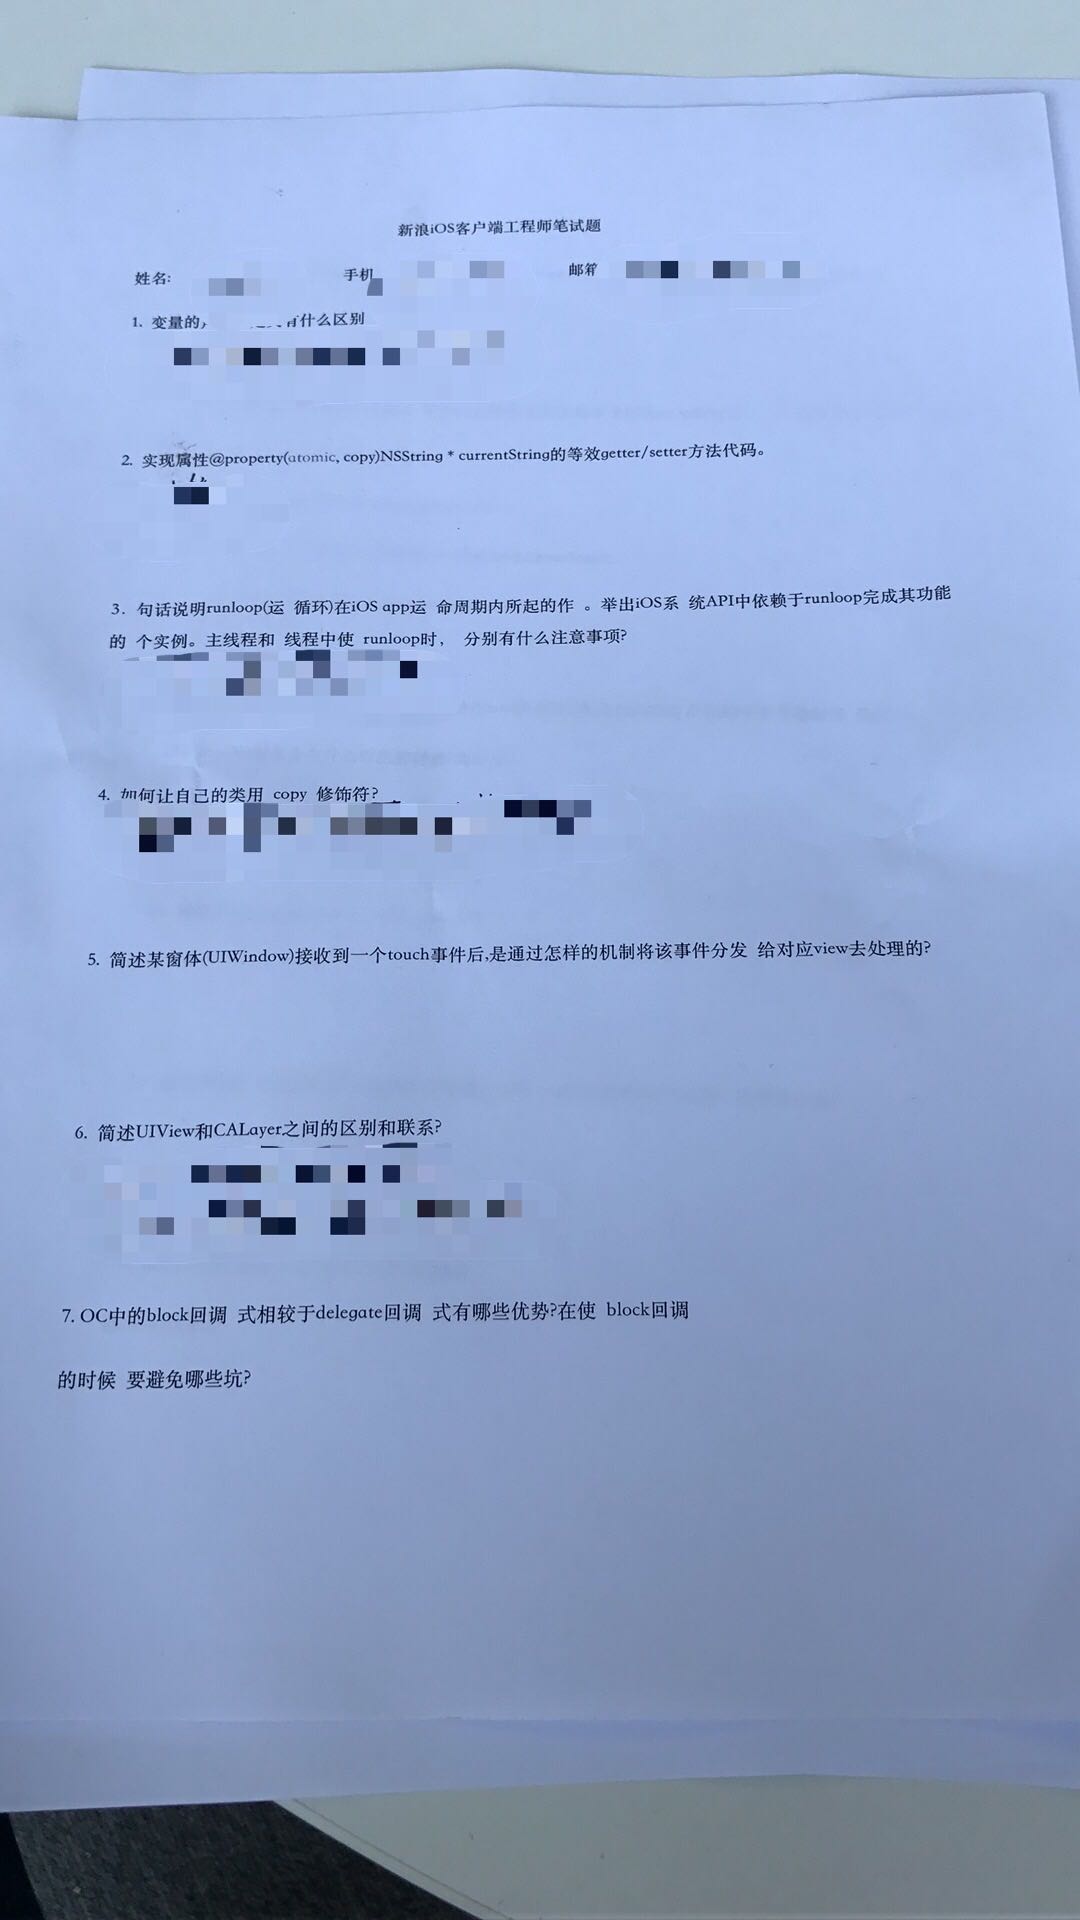 新浪iOS客户端工程师笔试题
姓名: 手机 邮箱
1、变量的 有什么区别
2. 实现属性@property(atomic, copy)NSString * currentString的等效getter/setter方法代码。
3. 句话说明runloop(运 循环)在iOS app运 命周期内所起的作 。举出iOS系 统API中依赖于runloop完成其功能
的 个实例。主线程和 线程中使 runloop时， 分别有什么注意事项?
4. 如何让自己的类用 copy 修饰符?
5. 简述某窗体(UIWindow)接收到一个touch事件后,是通过怎样的机制将该事件分发 给对应view去处理的?
6. 简述UIView和CALayer之间的区别和联系?
7. OC中的block回调 式相较于delegate回调 式有哪些优势?在使 block回调
的时候 要避免哪些坑?